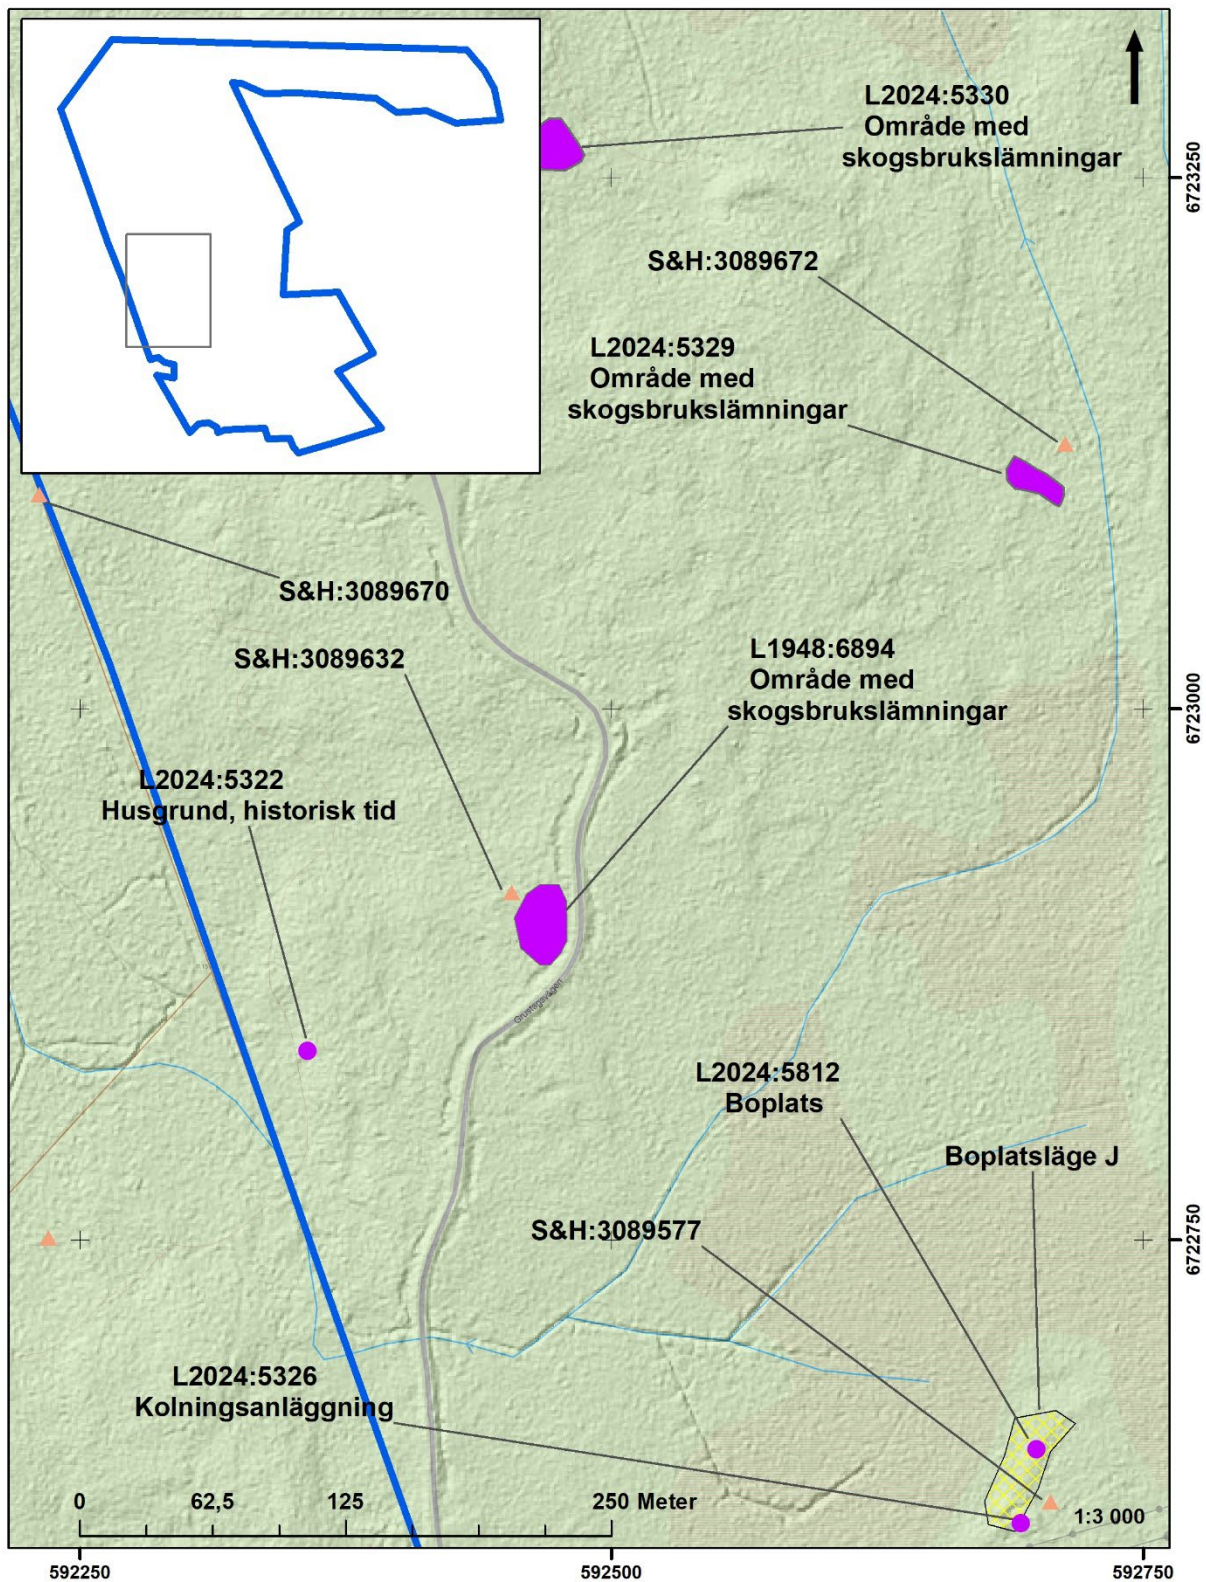 L2024:5330
Område med
skogsbrukslämningar
6723250
S&H:3089672
L2024:5329
Område med
skogsbrukslämningar
S&H:3089670
S&H:3089632
L1948:6894
Område med
skogsbrukslämningar
6723000
L2024:5322
Husgrund, historisk tid
Grustagsvägen
L2024:5812
Boplats
Boplatsläge J
S&H:3089577
6722750
L2024:5326
Kolningsanläggning
0 62,5 125 250 Meter
1:3 000
592250 592500 592750